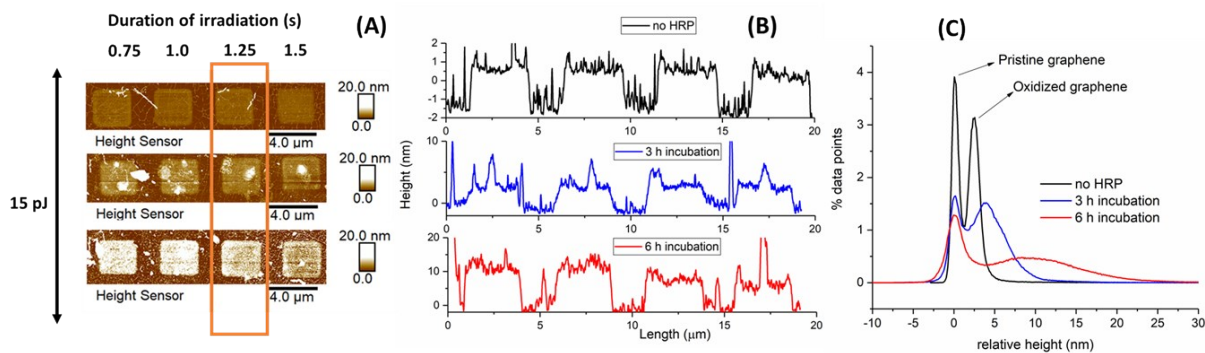 Duration of irradiation (s)
(A)
0.75 1.0 1.25 1.5
15 pJ
20.0 nm
0.0
Height Sensor
4.0 µm
20.0 nm
0.0
Height Sensor
4.0 µm
20.0 nm
0.0
Height Sensor
4.0 µm
no HRP
(B)
2
1
0
-1
-2
0 5 10 15 20
3 h incubation
10
5
0
0 5 10 15 20
6 h incubation
20
10
0
0 5 10 15 20
Height (nm)
Length (µm)
(C)
Pristine graphene
Oxidized graphene
no HRP
3 h incubation
6 h incubation
% data points
5
4
3
2
1
0
-10 -5 0 5 10 15 20 25 30
relative height (nm)